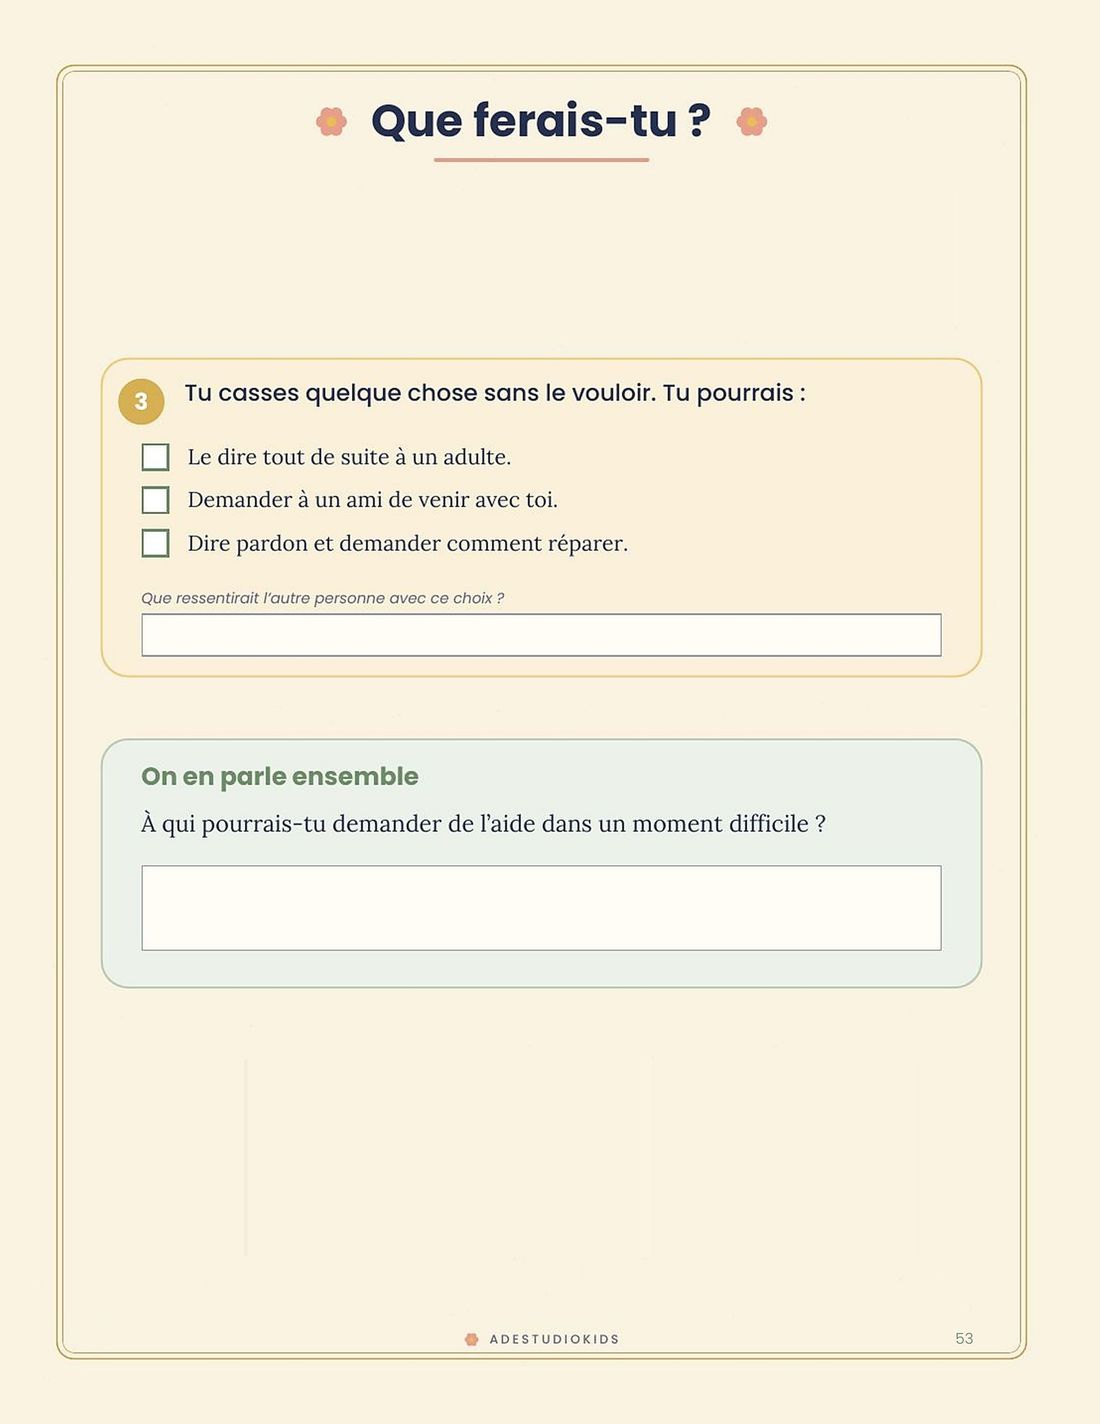 Que ferais-tu ?
3
Tu casses quelque chose sans le vouloir. Tu pourrais :
Le dire tout de suite à un adulte.
Demander à un ami de venir avec toi.
Dire pardon et demander comment réparer.
Que ressentirait l’autre personne avec ce choix ?
On en parle ensemble
À qui pourrais-tu demander de l’aide dans un moment difficile ?
ADESTUDIOKIDS
53